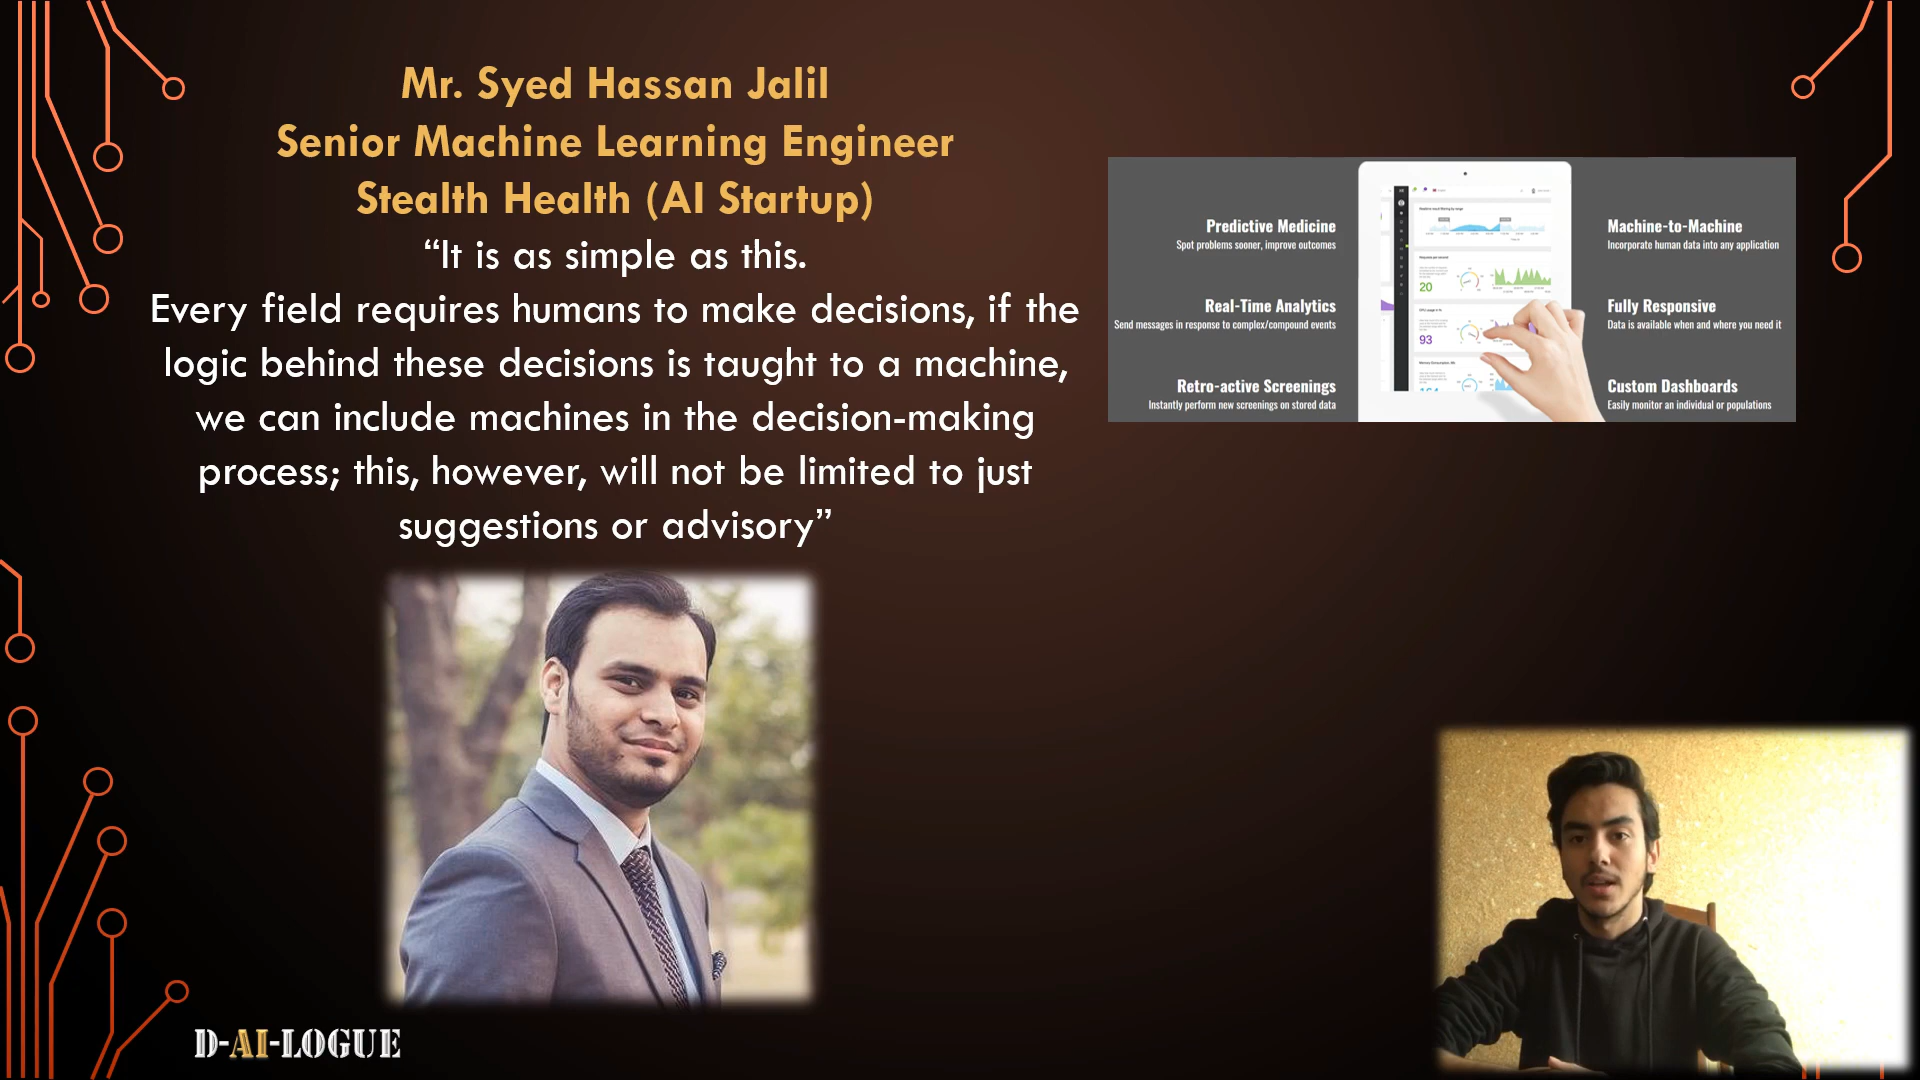 Mr. Syed Hassan Jalil
Senior Machine Learning Engineer
Stealth Health (AI Startup)
“It is as simple as this.
Every field requires humans to make decisions, if the
logic behind these decisions is taught to a machine,
we can include machines in the decision-making
process; this, however, will not be limited to just
suggestions or advisory”
Predictive Medicine
Spot problems sooner, improve outcomes
Real-Time Analytics
Send messages in response to complex/compound events
Retro-active Screenings
Instantly perform new screenings on stored data
20
93
Machine-to-Machine
Incorporate human data into any application
Fully Responsive
Data is available when and where you need it
Custom Dashboards
Easily monitor an individual or populations
D-AI-LOGUE